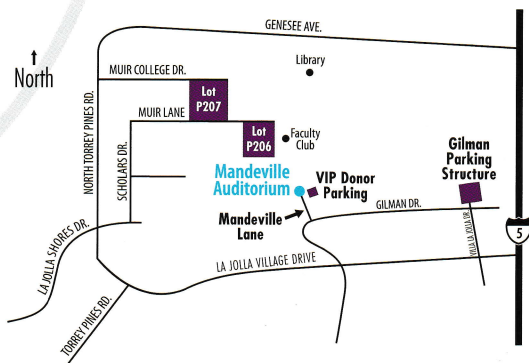 GENESEE AVE.
North
Library
MUIR COLLEGE DR.
Lot
P207
MUIR LANE
NORTH TORREY PINES RD.
SCHOLARS DR.
Lot
P206
Faculty
Club
Gilman
Parking
Structure
Mandeville
Auditorium
VIP Donor
Parking
GILMAN DR.
Mandeville
Lane
VILLA LA JOLLA DR.
5
LA JOLLA SHORES DR.
LA JOLLA VILLAGE DRIVE
TORREY PINES RD.